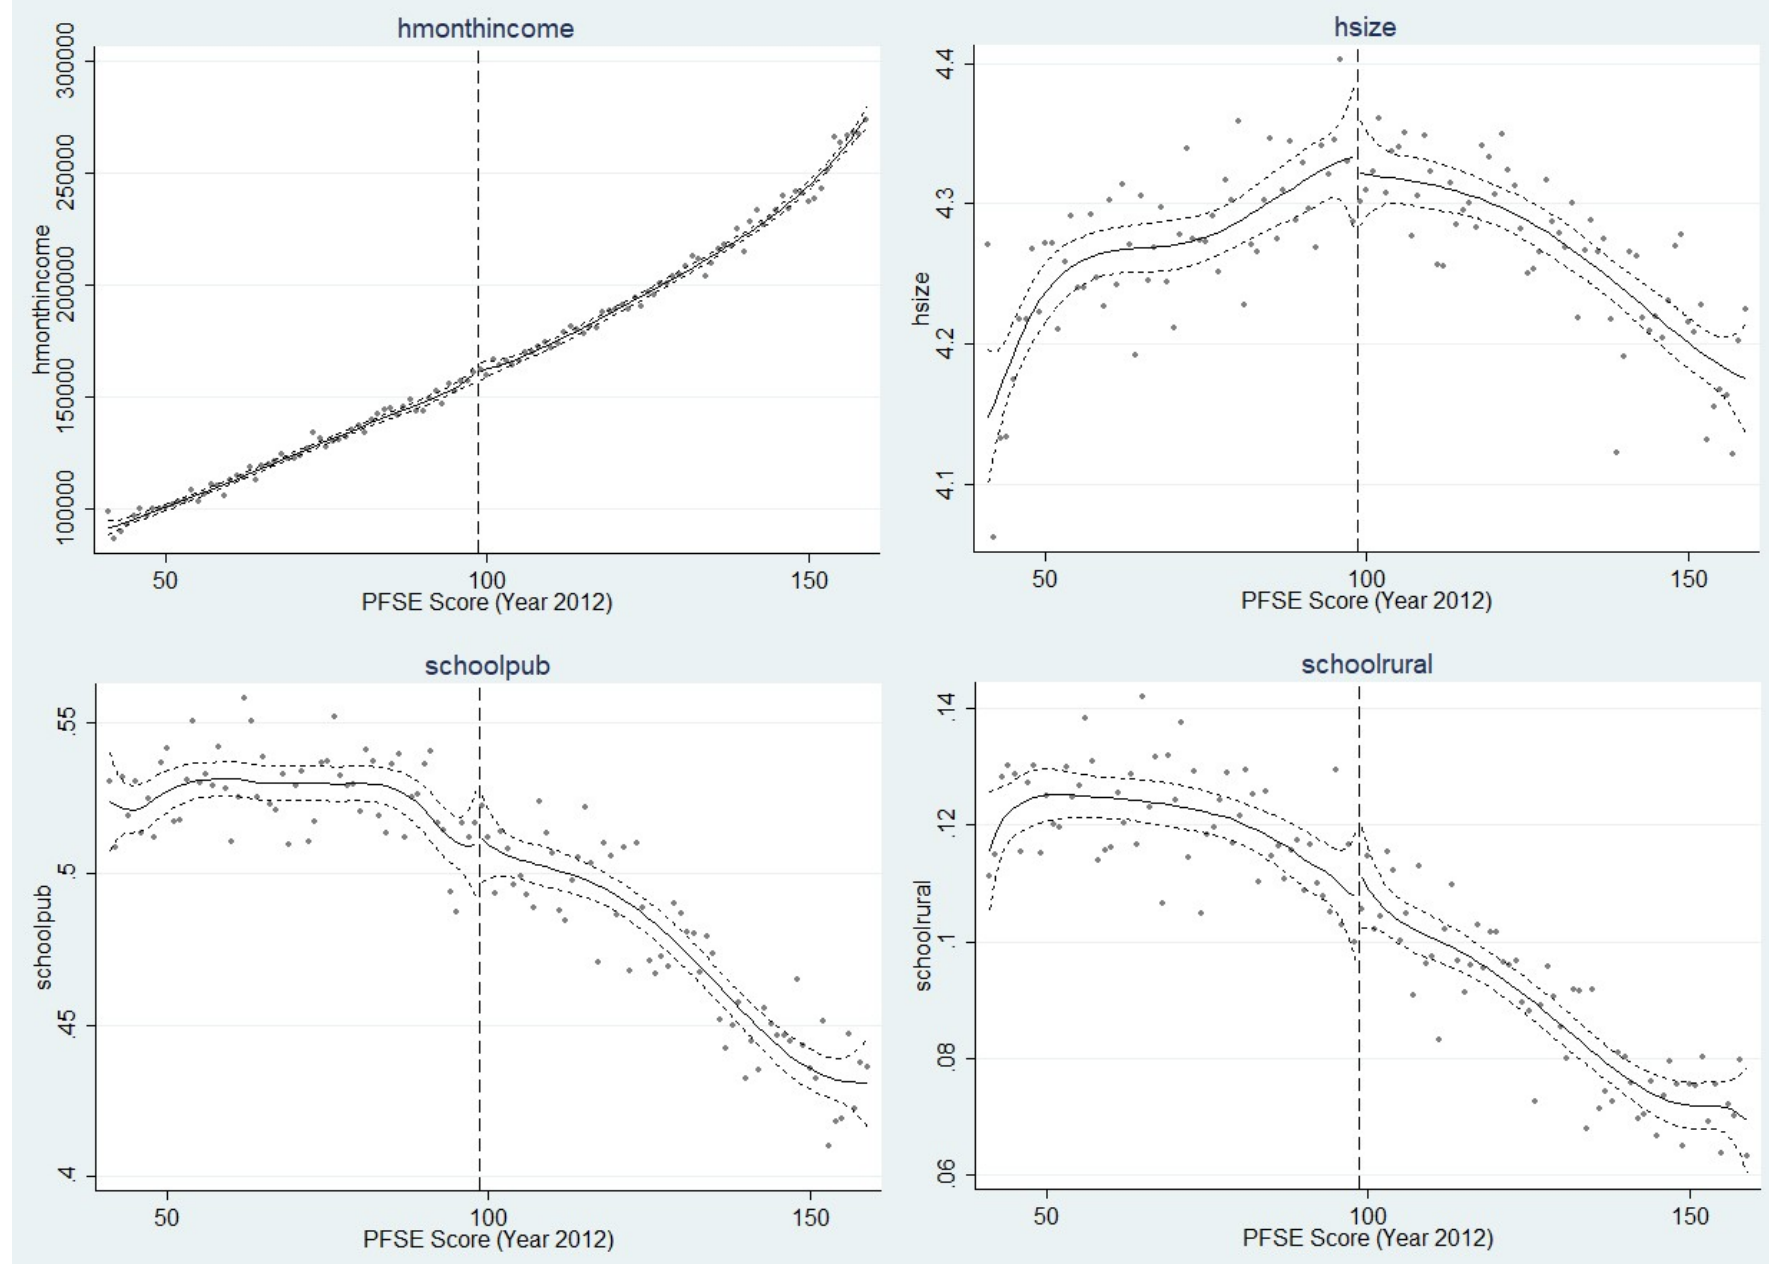 hmonthincome
hmonthincome
300000
250000
200000
150000
100000
50
100
150
PFSE Score (Year 2012)
hsize
hsize
4.4
4.3
4.2
4.1
50
100
150
PFSE Score (Year 2012)
schoolpub
schoolpub
.55
.5
.45
.4
50
100
150
PFSE Score (Year 2012)
schoolrural
schoolrural
.14
.12
.1
.08
.06
50
100
150
PFSE Score (Year 2012)